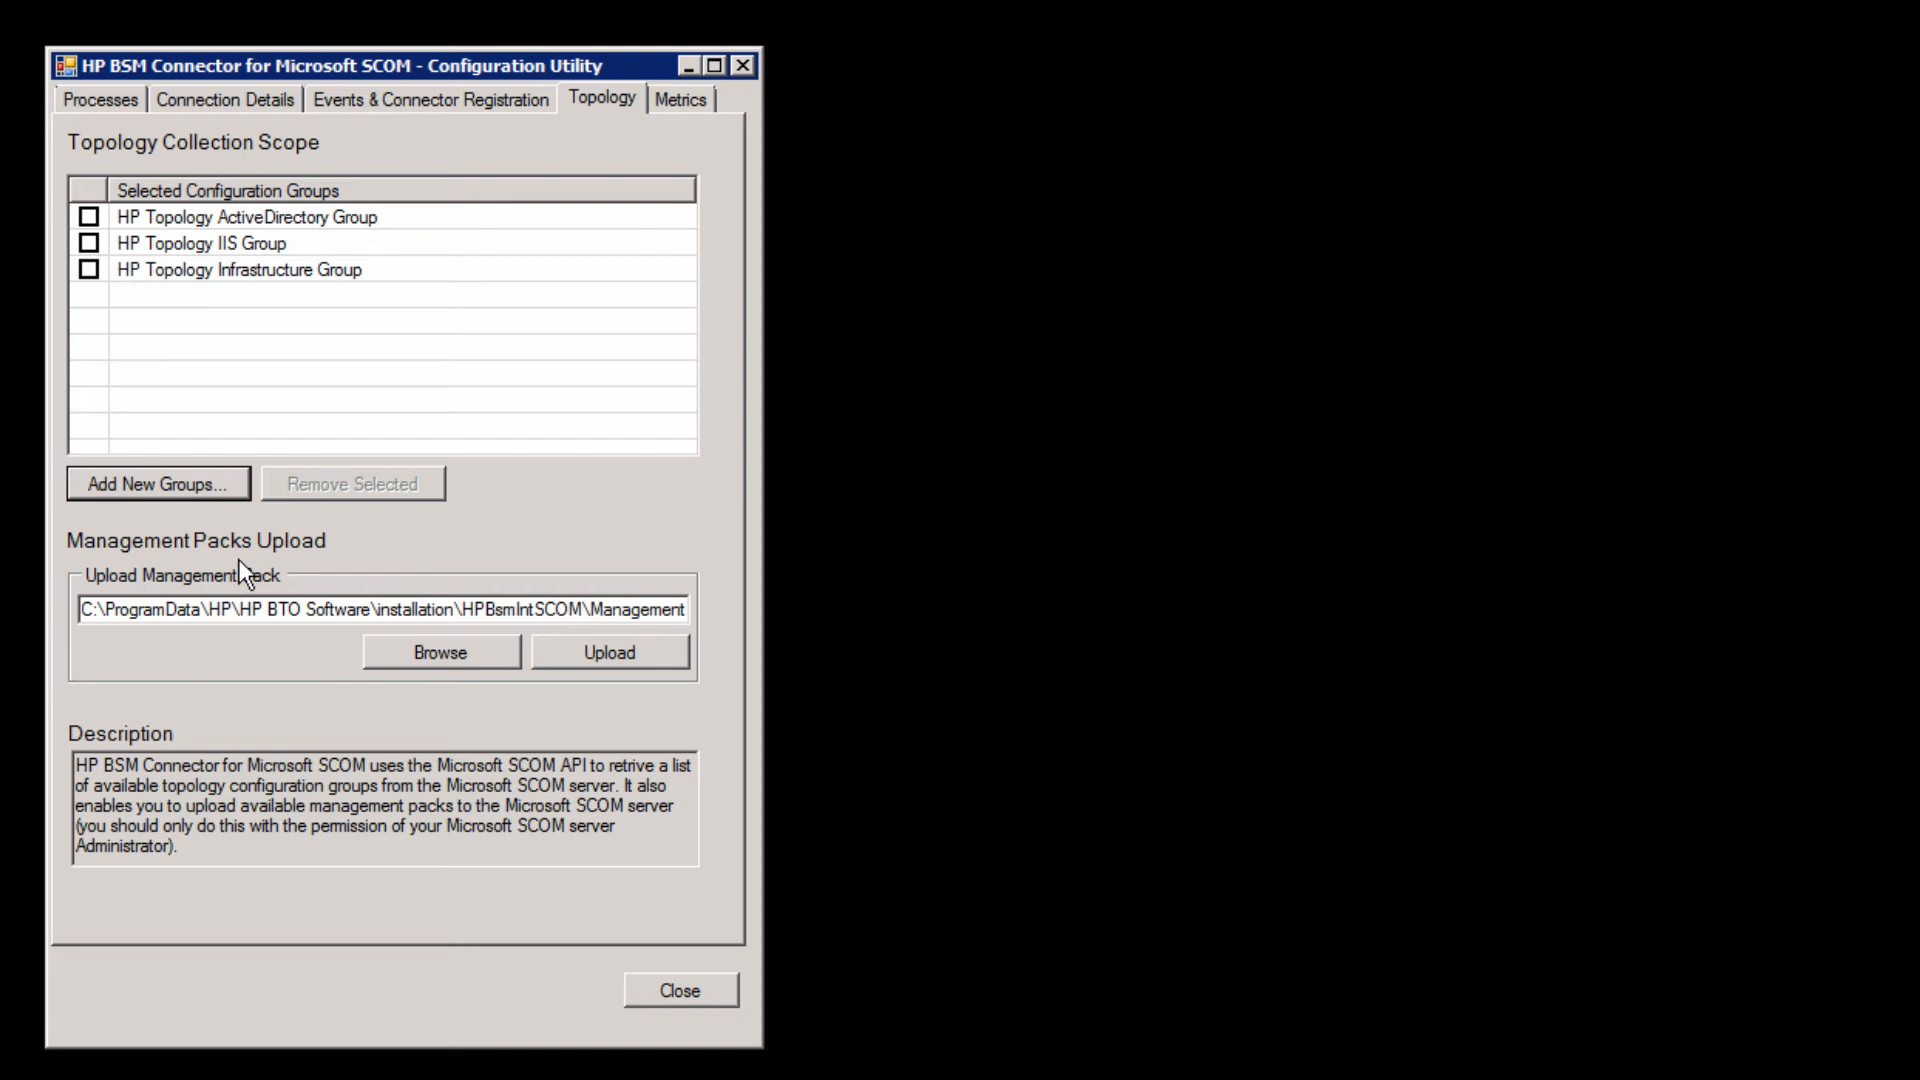 HP BSM Connector for Microsoft SCOM - Configuration Utility
Processes Connection Details Events & Connector Registration Topology Metrics
Topology Collection Scope
Selected Configuration Groups
HP Topology ActiveDirectory Group
HP Topology IIS Group
HP Topology Infrastructure Group
Add New Groups... Remove Selected
Management Packs Upload
Upload Management
C:\ProgramData\HP\HP BTO Software\installation\HPBsmIntSCOM\Management
Browse Upload
Description
HP BSM Connector for Microsoft SCOM uses the Microsoft SCOM API to retrive a list
of available topology configuration groups from the Microsoft SCOM server. It also
enables you to upload available management packs to the Microsoft SCOM server
(you should only do this with the permission of your Microsoft SCOM server
Administrator).
Close